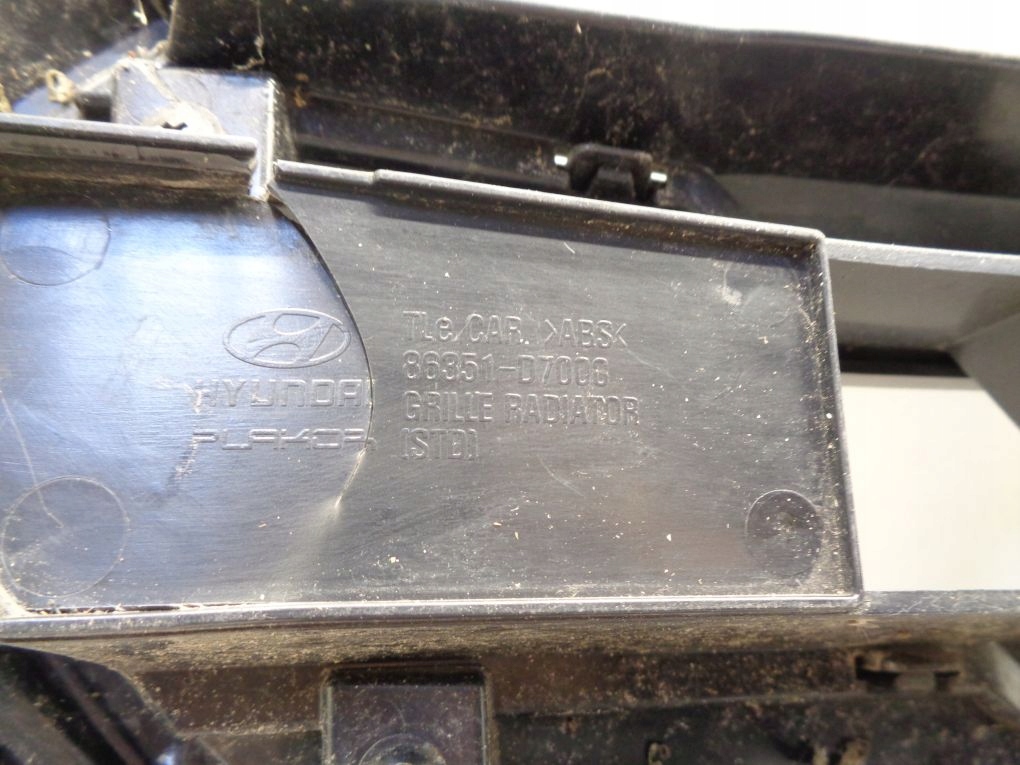 TLe/CAR. >ABS<
86351-D7000
GRILLE RADIATOR
(STD)
HYUNDAI
PLAKOR